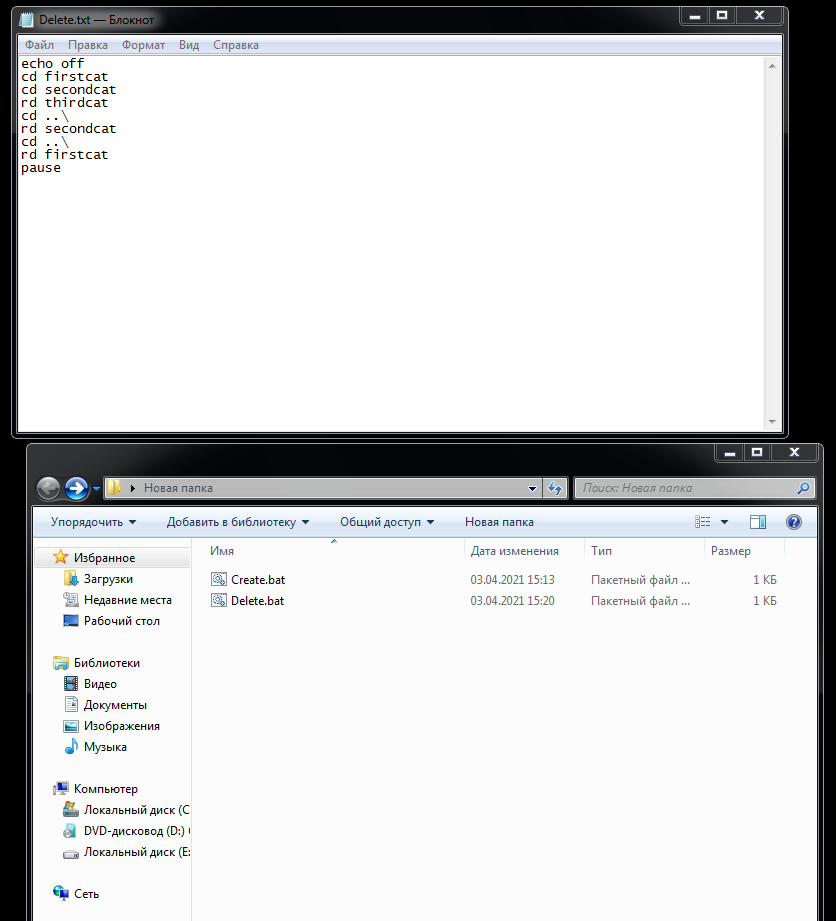 Delete.txt — Блокнот
Файл Правка Формат Вид Справка
echo off
cd firstcat
cd secondcat
rd thirdcat
cd ..\
rd secondcat
cd ..\
rd firstcat
pause
Новая папка
Поиск: Новая папка
Упорядочить Добавить в библиотеку Общий доступ Новая папка
Имя Дата изменения Тип Размер
Create.bat 03.04.2021 15:13 Пакетный файл ... 1 КБ
Delete.bat 03.04.2021 15:20 Пакетный файл ... 1 КБ
Избранное
Загрузки
Недавние места
Рабочий стол
Библиотеки
Видео
Документы
Изображения
Музыка
Компьютер
Локальный диск (C
DVD-дисковод (D:)
Локальный диск (E:
Сеть